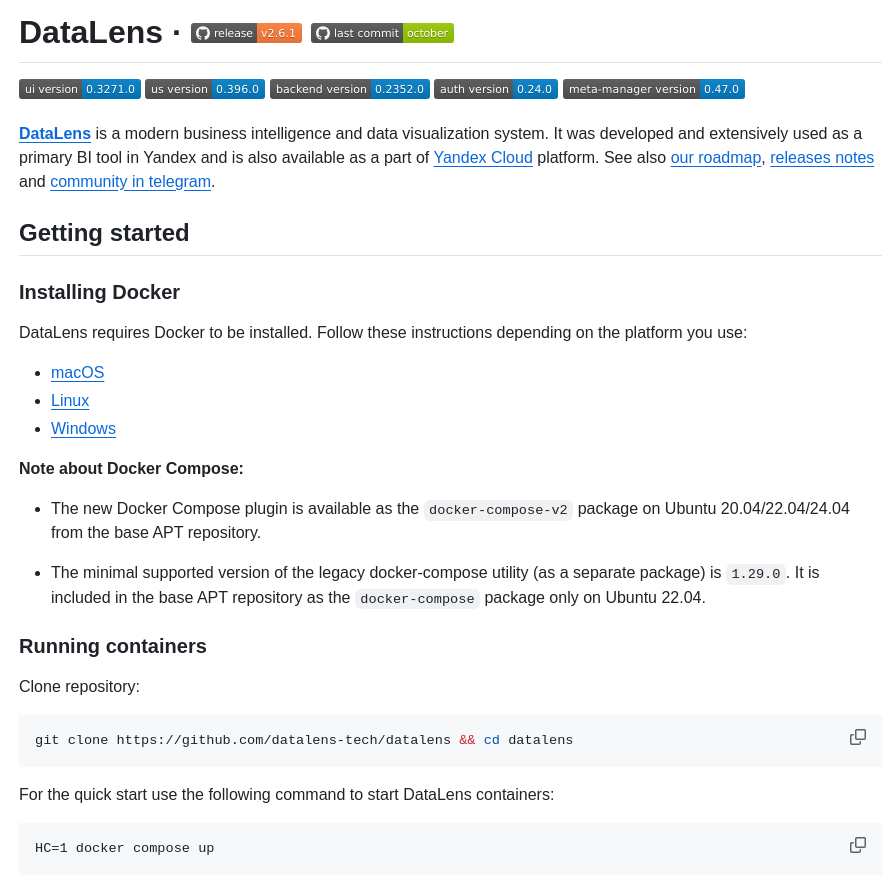 DataLens · release v2.6.1 last commit october
ui version 0.3271.0 us version 0.396.0 backend version 0.2352.0 auth version 0.24.0 meta-manager version 0.47.0
DataLens is a modern business intelligence and data visualization system. It was developed and extensively used as a
primary BI tool in Yandex and is also available as a part of Yandex Cloud platform. See also our roadmap, releases notes
and community in telegram.
Getting started
Installing Docker
DataLens requires Docker to be installed. Follow these instructions depending on the platform you use:
macOS
Linux
Windows
Note about Docker Compose:
The new Docker Compose plugin is available as the docker-compose-v2 package on Ubuntu 20.04/22.04/24.04
from the base APT repository.
The minimal supported version of the legacy docker-compose utility (as a separate package) is 1.29.0. It is
included in the base APT repository as the docker-compose package only on Ubuntu 22.04.
Running containers
Clone repository:
git clone https://github.com/datalens-tech/datalens && cd datalens
For the quick start use the following command to start DataLens containers:
HC=1 docker compose up